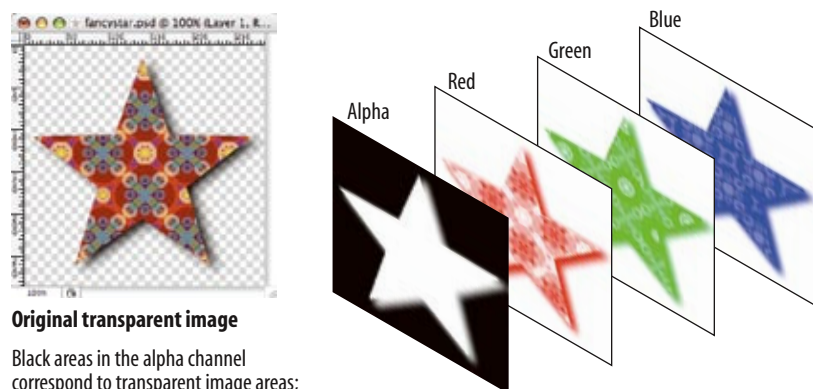 fancystar.psd @ 100% (Layer 1, R...
Original transparent image
Black areas in the alpha channel
correspond to transparent image areas;
Alpha
Red
Green
Blue